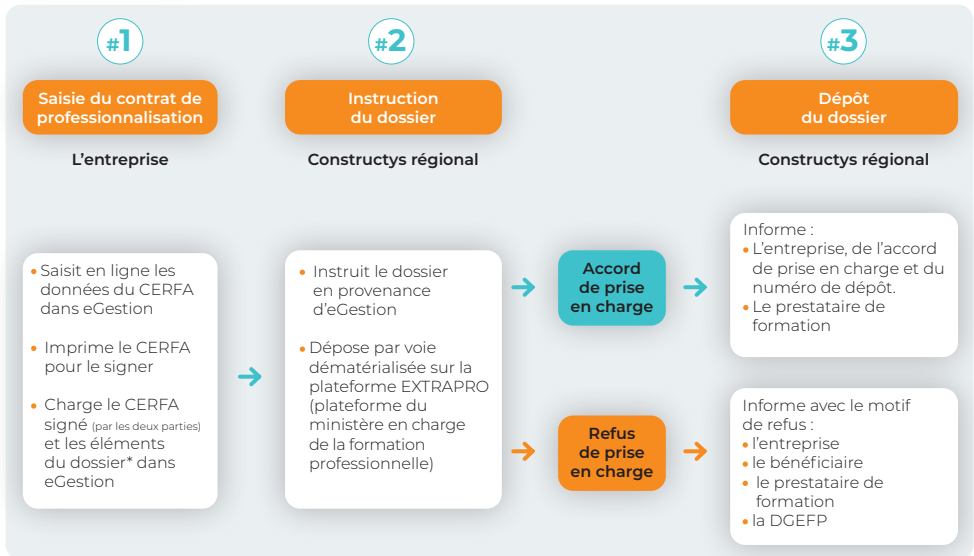 #1
Saisie du contrat de
professionnalisation
L'entreprise
• Saisit en ligne les
données du CERFA
dans eGestion
• Imprime le CERFA
pour le signer
• Charge le CERFA
signé (par les deux parties)
et les éléments
du dossier* dans
eGestion
#2
Instruction
du dossier
Constructys régional
• Instruit le dossier
en provenance
d'eGestion
• Dépose par voie
dématérialisée sur la
plateforme EXTRAPRO
(plateforme du
ministère en charge
de la formation
professionnelle)
Accord
de prise
en charge
Refus
de prise
en charge
#3
Dépôt
du dossier
Constructys régional
Informe :
• L'entreprise, de l'accord
de prise en charge et du
numéro de dépôt.
• Le prestataire de
formation
Informe avec le motif
de refus :
• l'entreprise
• le bénéficiaire
• le prestataire de
formation
• la DGEFP